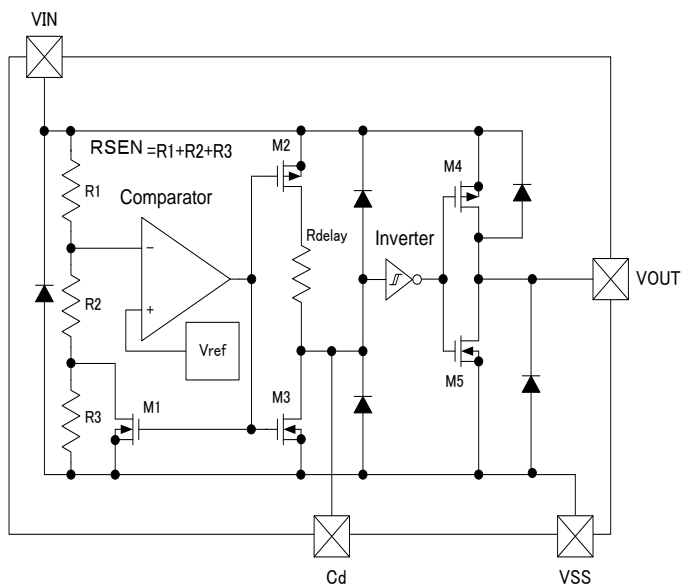 VIN
RSEN =R1+R2+R3
M2
M4
R1
Comparator
Rdelay
Inverter
−
VOUT
R2
+
Vref
M5
R3
M1
M3
Cd
VSS